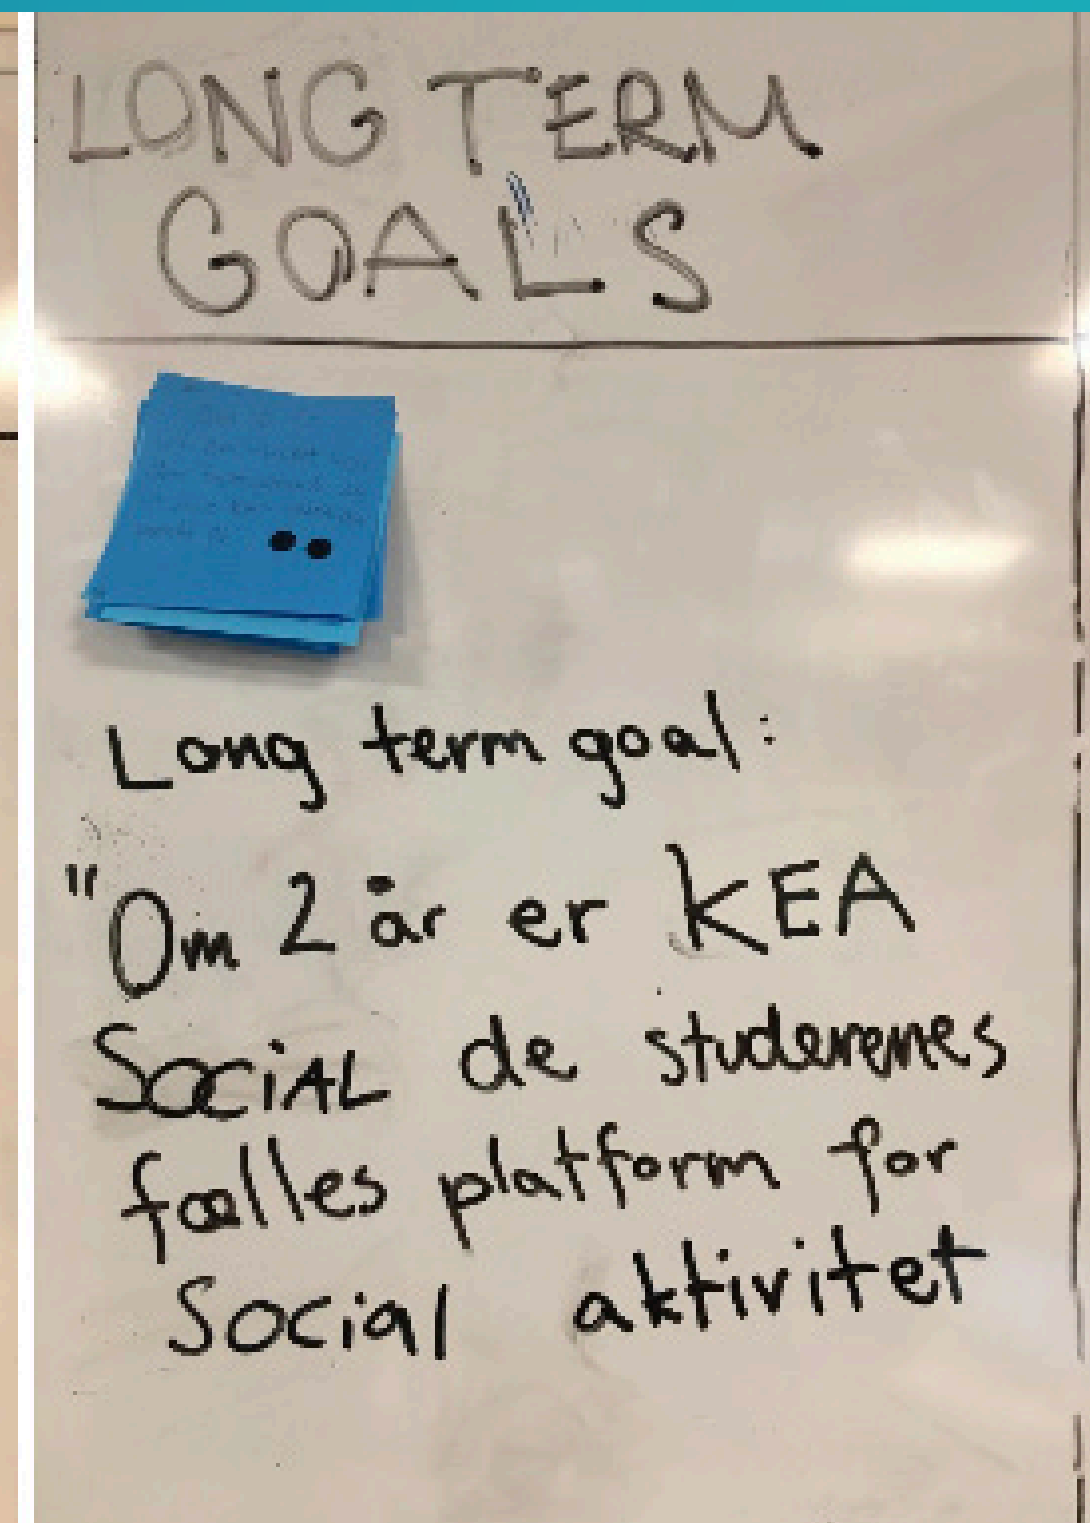 LONG TERM
GOALS
Long term goal:
"Om 2 år er KEA
SOCiAL de studerenes
fælles platform for
Social aktivitet